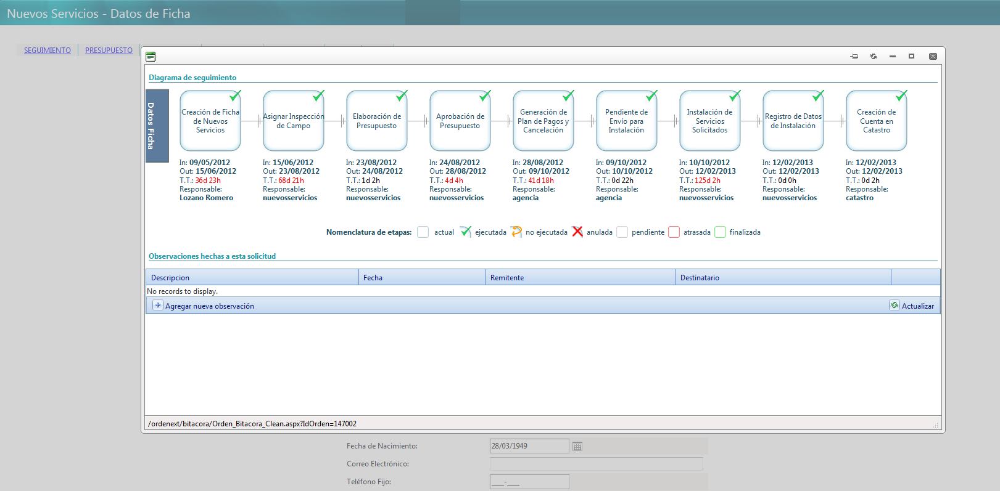 Nuevos Servicios - Datos de Ficha
SEGUIMIENTO
PRESUPUESTO
Diagrama de seguimiento
Datos Ficha
Creación de Ficha
de Nuevos
Servicios
In: 09/05/2012
Out: 15/06/2012
T.T.: 36d 23h
Responsable:
Lozano Romero
Asignar Inspección
de Campo
In: 15/06/2012
Out: 23/08/2012
T.T.: 68d 21h
Responsable:
nuevosservicios
Elaboración de
Presupuesto
In: 23/08/2012
Out: 24/08/2012
T.T.: 1d 2h
Responsable:
nuevosservicios
Aprobación de
Presupuesto
In: 24/08/2012
Out: 28/08/2012
T.T.: 4d 4h
Responsable:
nuevosservicios
Generación de
Plan de Pagos y
Cancelación
In: 28/08/2012
Out: 09/10/2012
T.T.: 41d 18h
Responsable:
agencia
Pendiente de
Envío para
Instalación
In: 09/10/2012
Out: 10/10/2012
T.T.: 0d 22h
Responsable:
agencia
Instalación de
Servicios
Solicitados
In: 10/10/2012
Out: 12/02/2013
T.T.: 125d 2h
Responsable:
nuevosservicios
Registro de Datos
de Instalación
In: 12/02/2013
Out: 12/02/2013
T.T.: 0d 0h
Responsable:
nuevosservicios
Creación de
Cuenta en
Catastro
In: 12/02/2013
Out: 12/02/2013
T.T.: 0d 2h
Responsable:
catastro
Nomenclatura de etapas: actual ejecutada no ejecutada anulada pendiente atrasada finalizada
Observaciones hechas a esta solicitud
Descripcion Fecha Remitente Destinatario
No records to display.
Agregar nueva observación Actualizar
/ordenext/bitacora/Orden_Bitacora_Clean.aspx?IdOrden=147002
Fecha de Nacimiento: 28/03/1949
Correo Electrónico:
Teléfono Fijo: ____-____